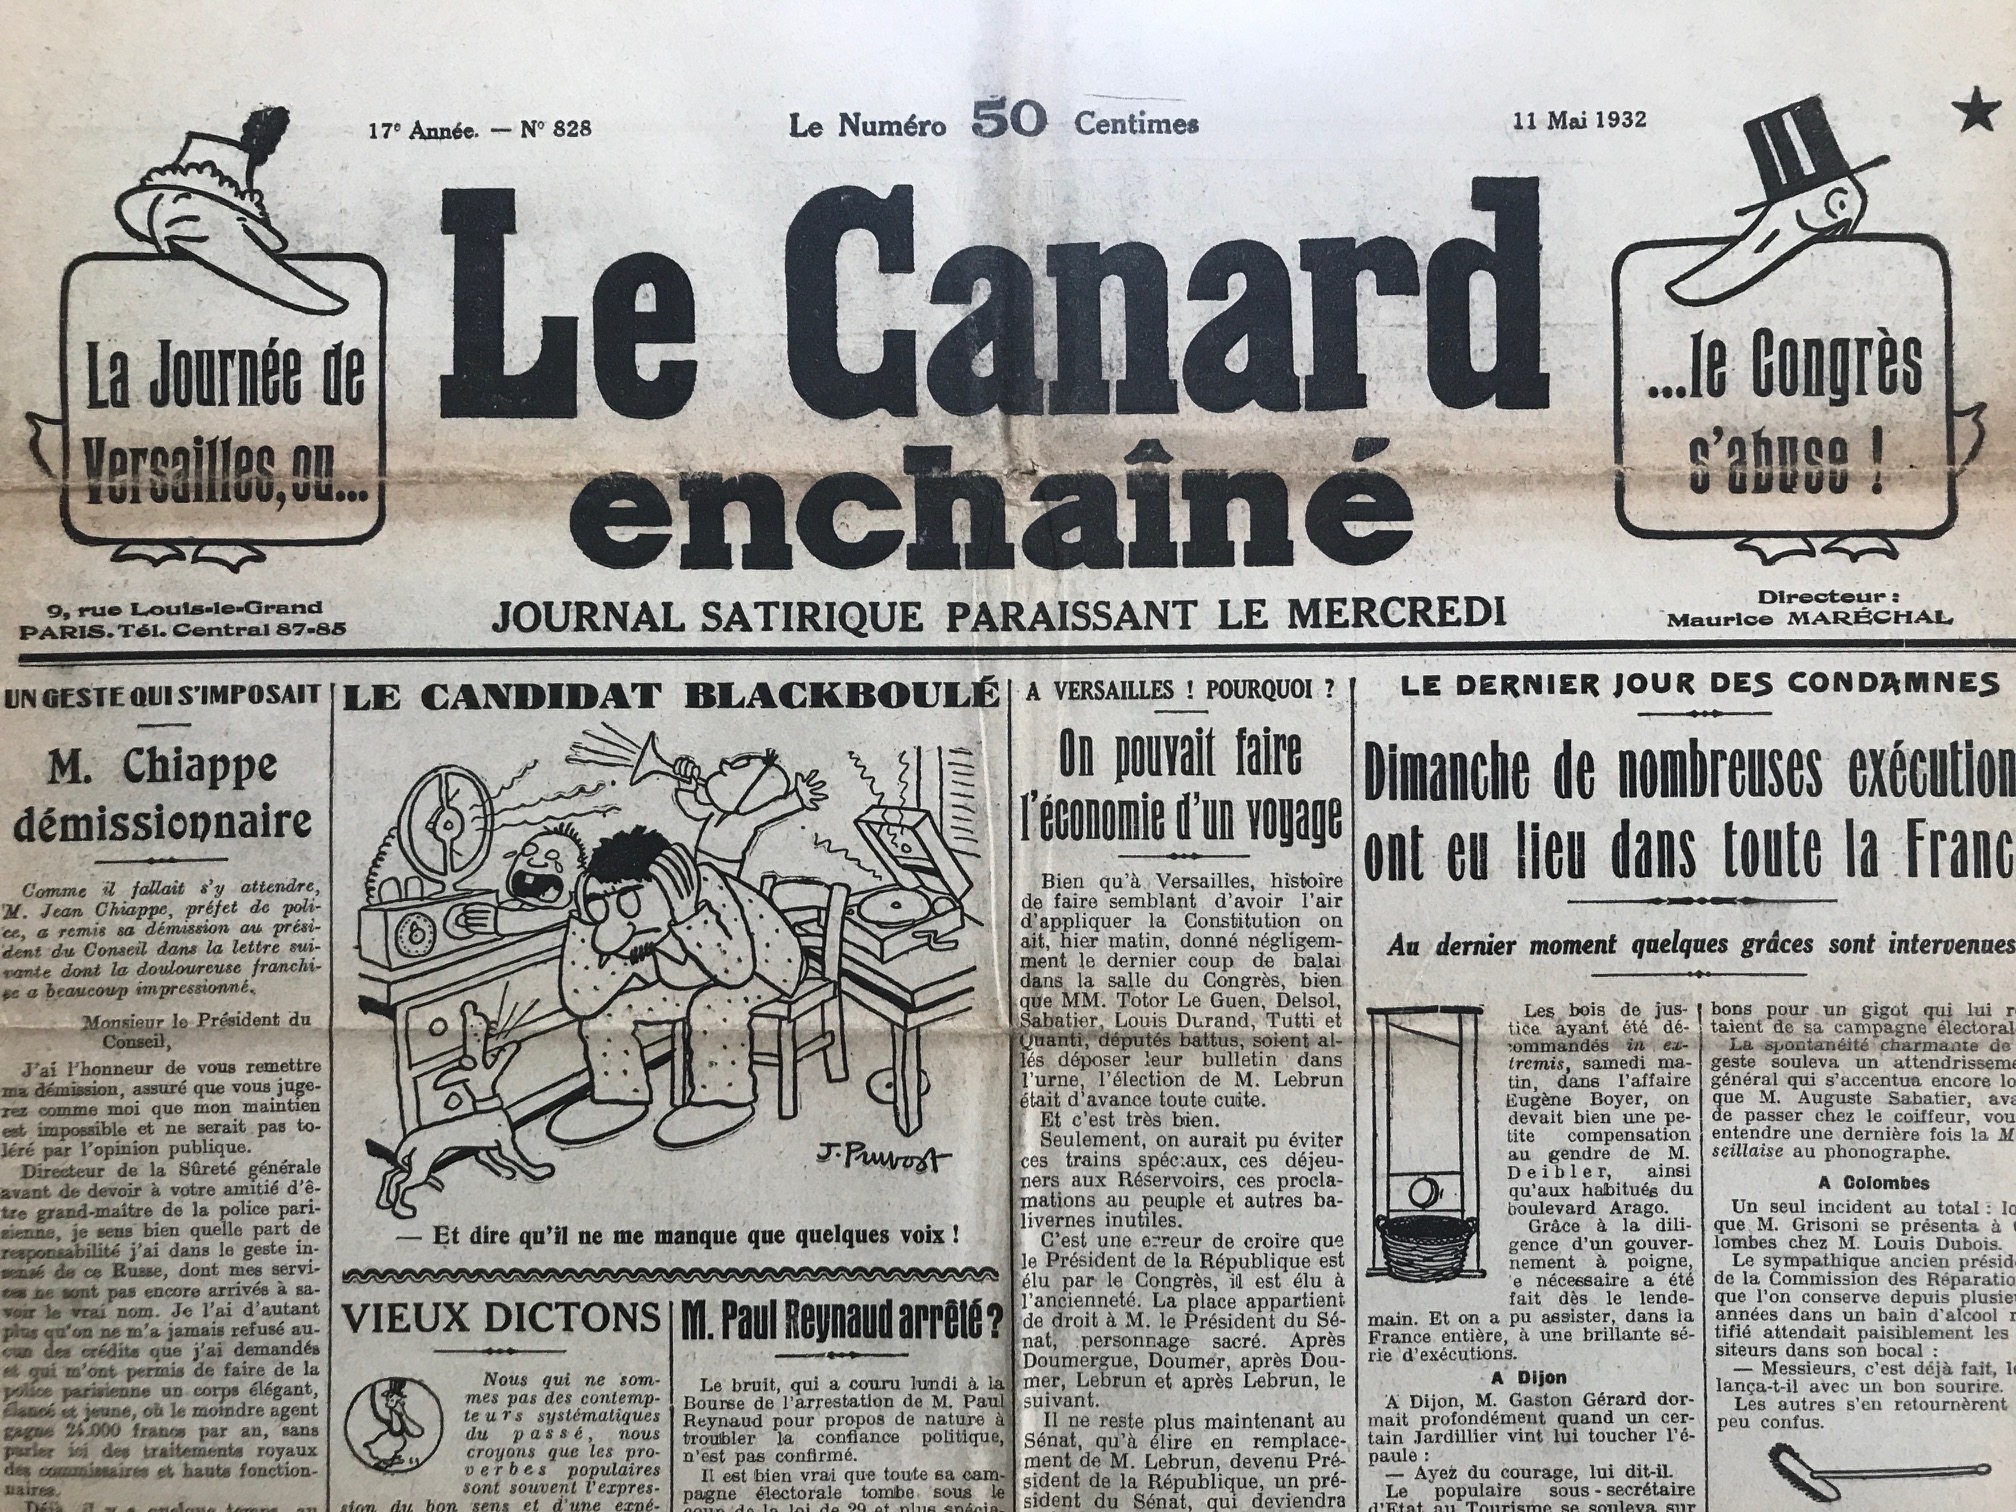 17e Année. — No 828
Le Numéro 50 Centimes
11 Mai 1932
La Journée de
Versailles, ou...
Le Canard
enchaîné
...le Congrès
s'abuse !
9, rue Louis-le-Grand
PARIS. Tél. Central 87-85
JOURNAL SATIRIQUE PARAISSANT LE MERCREDI
Directeur :
Maurice MARÉCHAL
UN GESTE QUI S'IMPOSAIT
M. Chiappe
démissionnaire
Comme il fallait s'y attendre,
M. Jean Chiappe, préfet de poli-
ce, a remis sa démission au prési-
dent du Conseil dans la lettre sui-
vante dont la douloureuse franchi-
se a beaucoup impressionné.
Monsieur le Président du
Conseil,
J'ai l'honneur de vous remettre
ma démission, assuré que vous juge-
rez comme moi que mon maintien
est impossible et ne serait pas to-
léré par l'opinion publique.
Directeur de la Sûreté générale
avant de devoir à votre amitié d'ê-
tre grand-maître de la police pari-
sienne, je sens bien quelle part de
responsabilité j'ai dans le geste in-
sensé de ce Russe, dont mes servi-
ces ne sont pas encore arrivés à sa-
voir le vrai nom. Je l'ai d'autant
plus qu'on ne m'a jamais refusé au-
cun des crédits que j'ai demandés
et qui m'ont permis de faire de la
police parisienne un corps élégant,
élancé et jeune, où le moindre agent
gagne 24.000 francs par an, sans
parler ici des traitements royaux
des commissaires et hauts fonction-
naires.
Déjà, il y a quelque temps, au
LE CANDIDAT BLACKBOULÉ
J. Pruvost
— Et dire qu'il ne me manque que quelques voix !
VIEUX DICTONS
Nous qui ne som-
mes pas des contemp-
teurs systématiques
du passé, nous
croyons que les pro-
verbes populaires
sont souvent l'expres-
sion du bon sens et d'une expé-
M. Paul Reynaud arrêté ?
Le bruit, qui a couru lundi à la
Bourse de l'arrestation de M. Paul
Reynaud pour propos de nature à
troubler la confiance politique,
n'est pas confirmé.
Il est bien vrai que toute sa cam-
pagne électorale tombe sous le
coup de la loi de 29 et plus spécia-
A VERSAILLES ! POURQUOI ?
On pouvait faire
l'économie d'un voyage
Bien qu'à Versailles, histoire
de faire semblant d'avoir l'air
d'appliquer la Constitution on
ait, hier matin, donné négligem-
ment le dernier coup de balai
dans la salle du Congrès, bien
que MM. Totor Le Guen, Delsol,
Sabatier, Louis Durand, Tutti et
Quanti, députés battus, soient al-
lés déposer leur bulletin dans
l'urne, l'élection de M. Lebrun
était d'avance toute cuite.
Et c'est très bien.
Seulement, on aurait pu éviter
ces trains spéciaux, ces déjeu-
ners aux Réservoirs, ces procla-
mations au peuple et autres ba-
livernes inutiles.
C'est une erreur de croire que
le Président de la République est
élu par le Congrès, il est élu à
l'ancienneté. La place appartient
de droit à M. le Président du Sé-
nat, personnage sacré. Après
Doumergue, Doumer, après Dou-
mer, Lebrun et après Lebrun, le
suivant.
Il ne reste plus maintenant au
Sénat, qu'à élire en remplace-
ment de M. Lebrun, devenu Pré-
sident de la République, un pré-
sident du Sénat, qui deviendra
LE DERNIER JOUR DES CONDAMNES
Dimanche de nombreuses exécution
ont eu lieu dans toute la Franc
Au dernier moment quelques grâces sont intervenues
Les bois de jus-
tice ayant été dé-
commandés in ex-
tremis, samedi ma-
tin, dans l'affaire
Eugène Boyer, on
devait bien une pe-
tite compensation
au gendre de M.
Deibler, ainsi
qu'aux habitués du
boulevard Arago.
Grâce à la dili-
gence d'un gouver-
nement à poigne,
e nécessaire a été
fait dès le lende-
main. Et on a pu assister, dans la
France entière, à une brillante sé-
rie d'exécutions.
A Dijon
A Dijon, M. Gaston Gérard dor-
mait profondément quand un cer-
tain Jardillier vint lui toucher l'é-
paule :
— Ayez du courage, lui dit-il.
Le populaire sous-secrétaire
d'Etat au Tourisme se souleva sur
bons pour un gigot qui lui r
taient de sa campagne électoral
La spontanéité charmante de
geste souleva un attendrisseme
général qui s'accentua encore lo
que M. Auguste Sabatier, ava
de passer chez le coiffeur, vou
entendre une dernière fois la M
seillaise au phonographe.
A Colombes
Un seul incident au total : lo
que M. Grisoni se présenta à
lombes chez M. Louis Dubois.
Le sympathique ancien présid
de la Commission des Réparatio
que l'on conserve depuis plusieu
années dans un bain d'alcool r
tifié attendait paisiblement les
siteurs dans son bocal :
— Messieurs, c'est déjà fait, l
lança-t-il avec un bon sourire.
Les autres s'en retournèrent
peu confus.